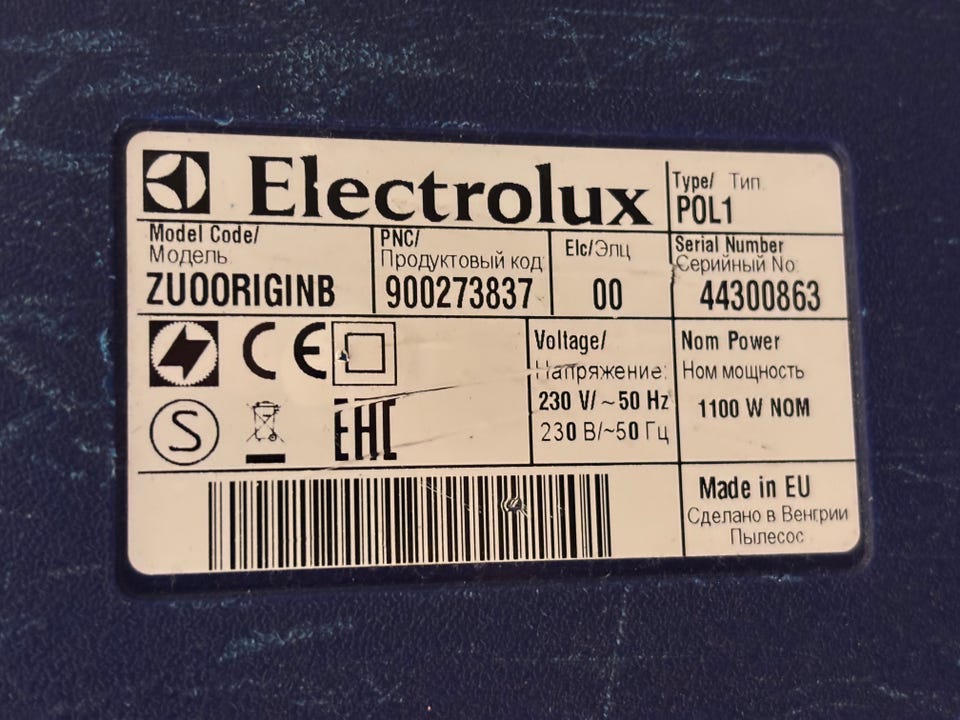 Electrolux
Type/ Тип
P0L1
Model Code/
Модель
ZUOORIGINB
PNC/
Продуктовый код
900273837
Elc/Элц
00
Serial Number
Серийный No:
44300863
CE
S
EAC
Voltage/
Напряжение:
230 V/~50 Hz
230 В/~50 Гц
Nom Power
Ном мощность
1100 W NOM
Made in EU
Сделано в Венгрии
Пылесос